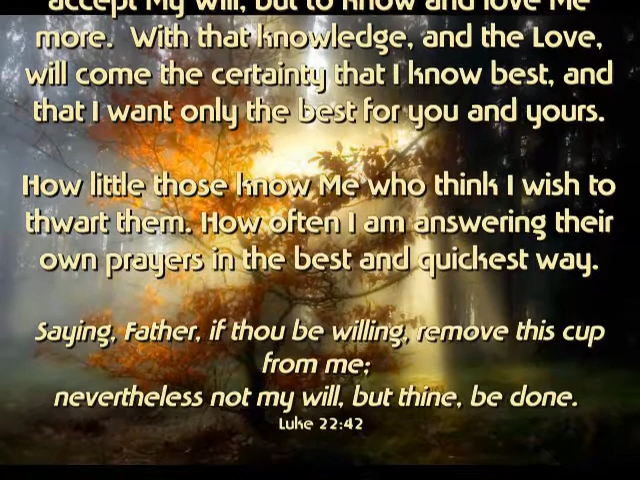 accept My Will, but to know and love Me
more. With that knowledge, and the Love,
will come the certainty that I know best, and
that I want only the best for you and yours.
How little those know Me who think I wish to
thwart them. How often I am answering their
own prayers in the best and quickest way.
Saying, Father, if thou be willing, remove this cup
from me;
nevertheless not my will, but thine, be done.
Luke 22:42